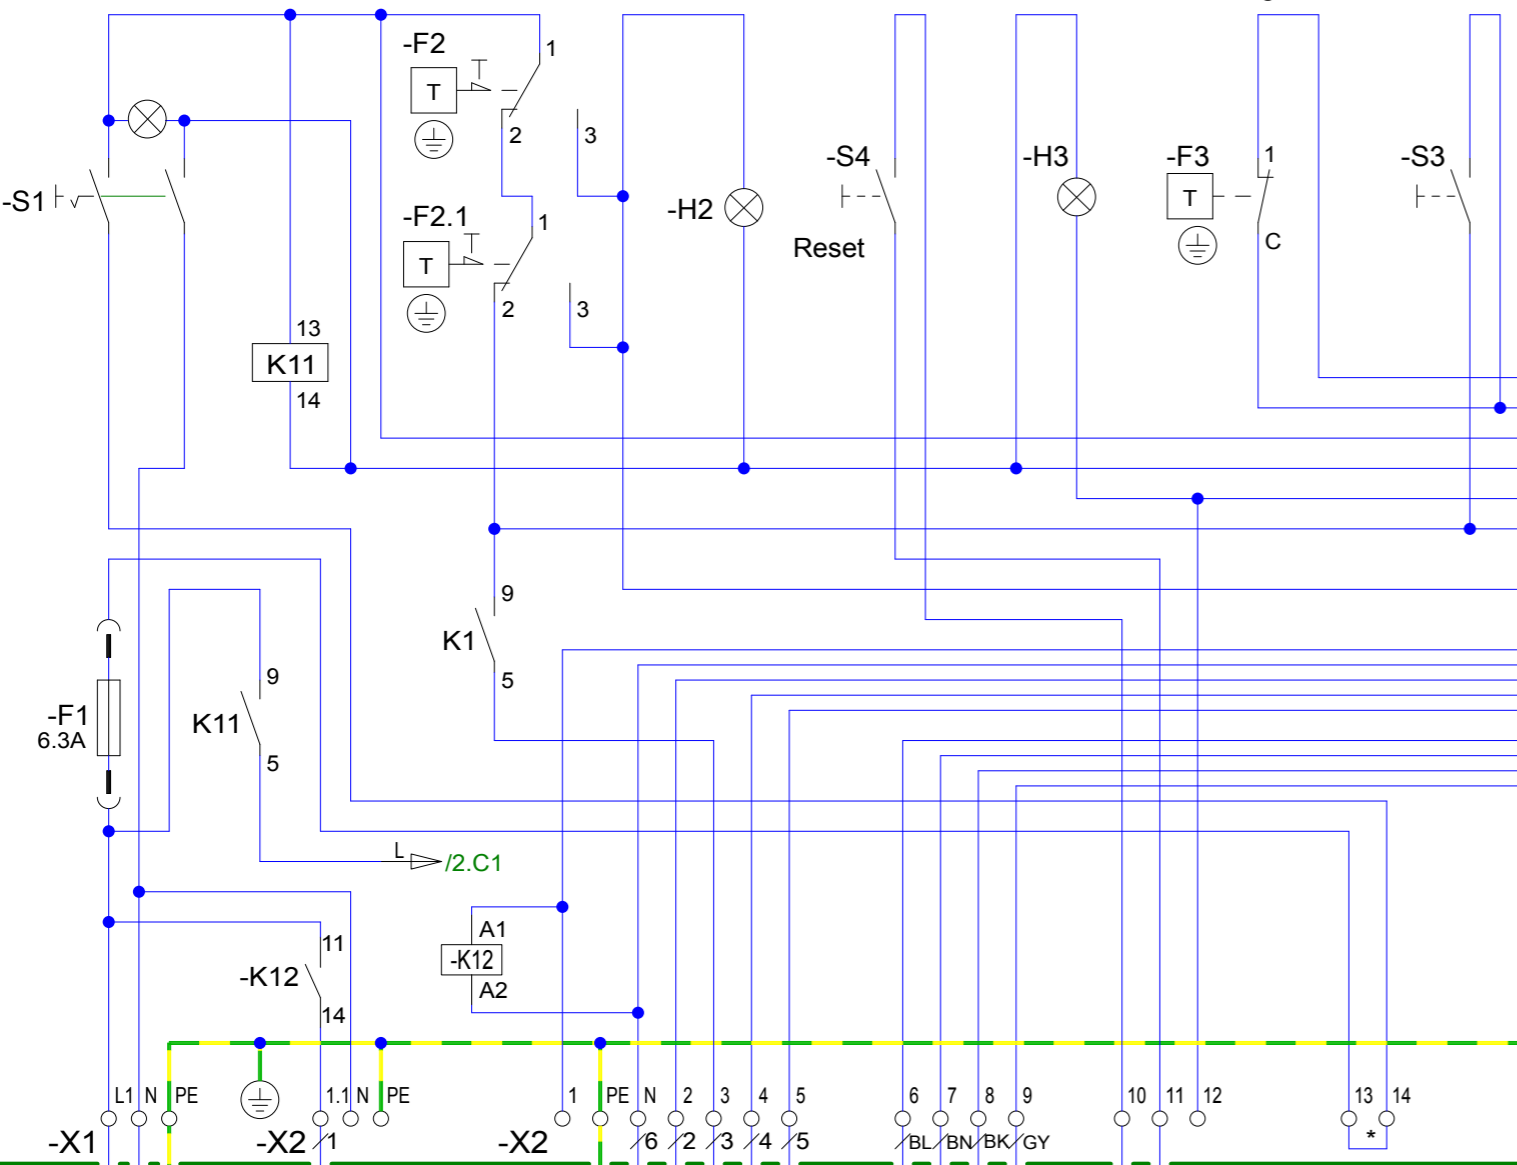 -F2
1
T
2
3
-S1
-F2.1
1
T
2
3
-H2
-S4
Reset
-H3
-F3
1
T
C
-S3
13
K11
14
9
K1
5
-F1
6.3A
9
K11
5
L
/2.C1
11
-K12
14
A1
-K12
A2
L1 N PE
1.1 N PE
1 PE N 2 3 4 5
6 7 8 9
10 11 12
13 14
-X1
-X2 1
-X2
6 2 3 4 5
BL BN BK GY
*